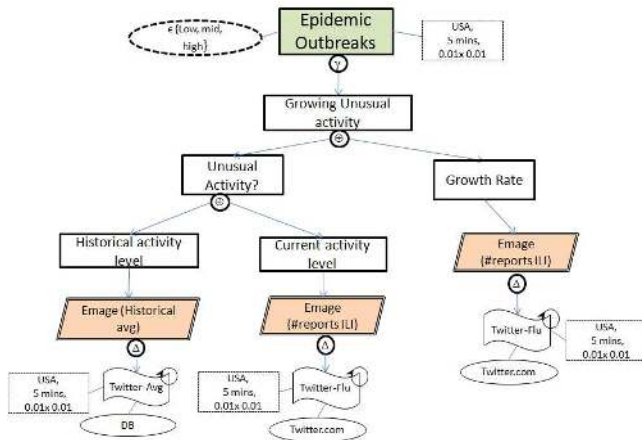 Epidemic
Outbreaks
ϵ {Low, mid,
high}
USA,
5 mins,
0.01x 0.01
γ
Growing Unusual
activity
⊕
Unusual
Activity?
⊕
Growth Rate
Historical activity
level
Current activity
level
Emage
(#reports ILI)
Δ
Emage (Historical
avg)
Δ
Emage
(#reports ILI)
Δ
Twitter-Flu
USA,
5 mins,
0.01x 0.01
Twitter.com
USA,
5 mins,
0.01x 0.01
Twitter-Avg
DB
USA,
5 mins,
0.01x 0.01
Twitter-Flu
Twitter.com